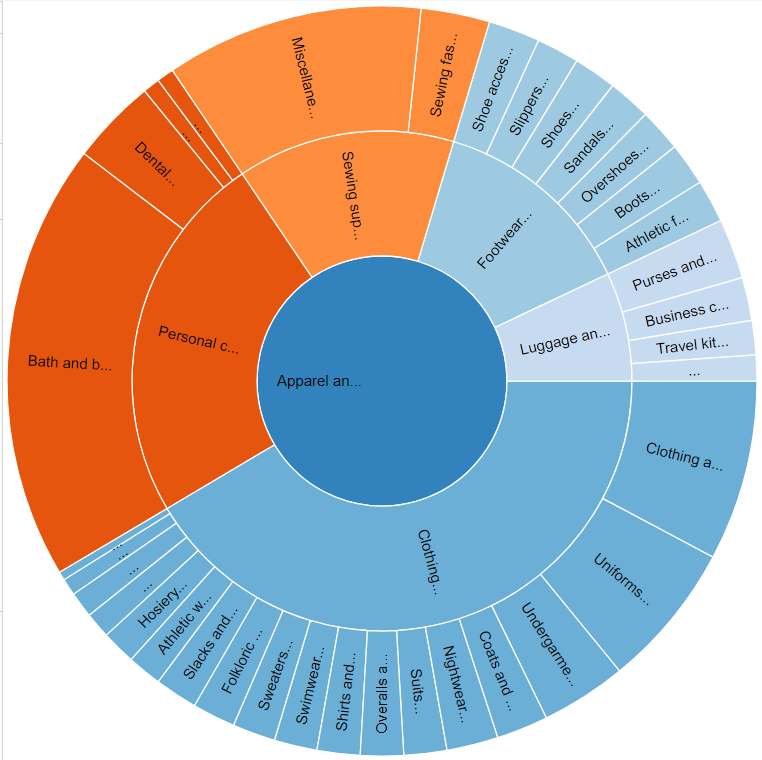 Apparel an...
Sewing sup...
Miscellane...
Sewing fas...
Footwear...
Shoe acces...
Slippers...
Shoes...
Sandals...
Overshoes...
Boots...
Athletic f...
Luggage an...
Purses and...
Business c...
Travel kit...
...
Clothing...
Clothing a...
Uniforms...
Undergarme...
Coats and ...
Nightwear...
Suits...
Overalls a...
Shirts and...
Swimwear...
Sweaters...
Folkloric ...
Slacks and...
Athletic w...
Hosiery...
...
...
...
...
Personal c...
Bath and b...
Dental...
...
...